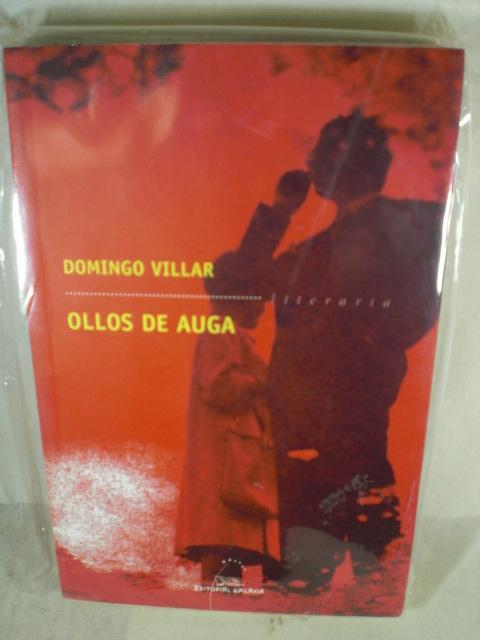 DOMINGO VILLAR
literaria
OLLOS DE AUGA
EDITORIAL GALAXIA